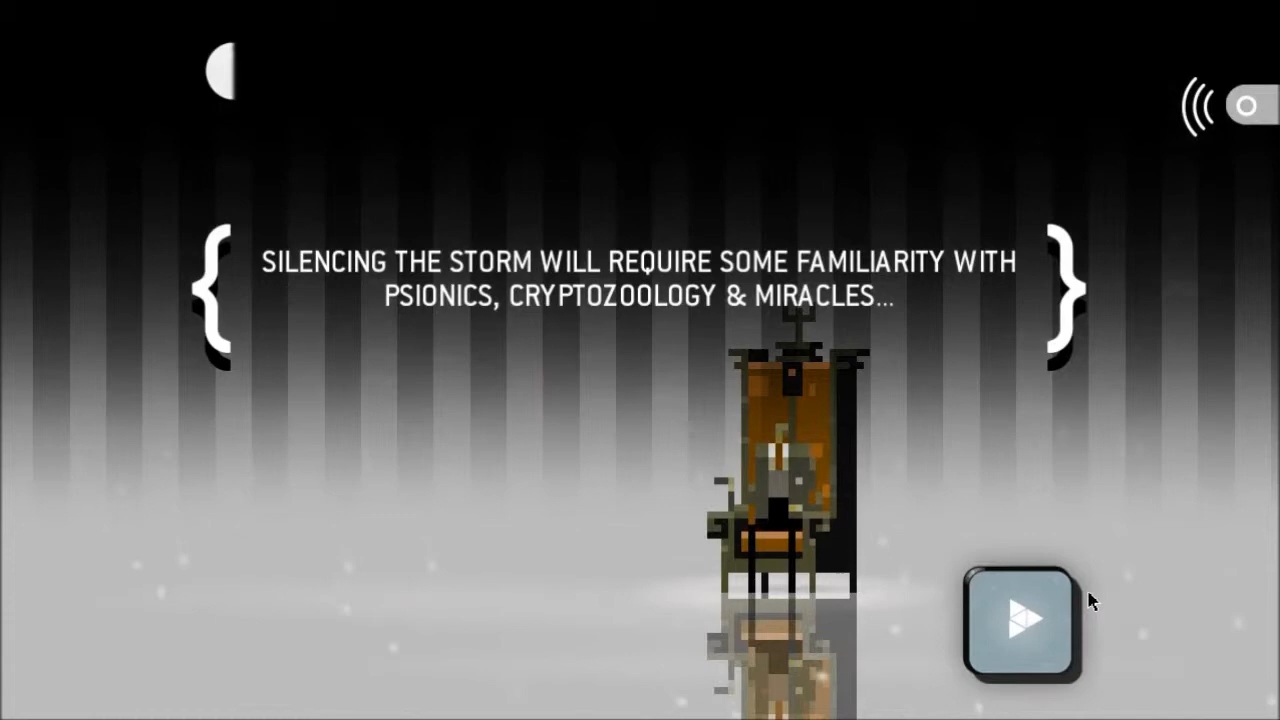 SILENCING THE STORM WILL REQUIRE SOME FAMILIARITY WITH
PSIONICS, CRYPTOZOOLOGY & MIRACLES...